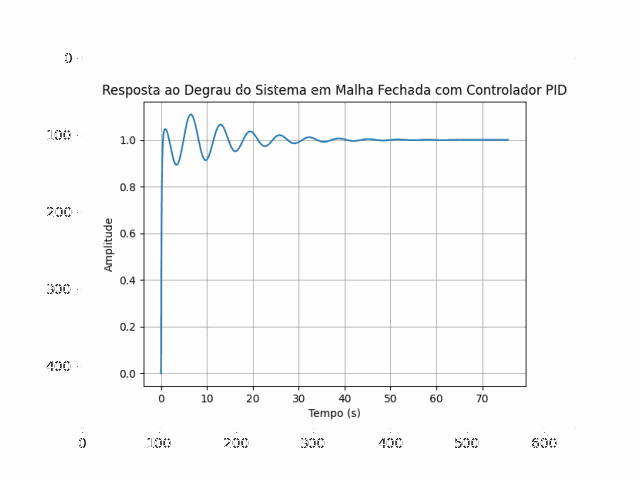 0
Resposta ao Degrau do Sistema em Malha Fechada com Controlador PID
100
200
300
400
1.0
0.8
0.6
0.4
0.2
0.0
Amplitude
0 10 20 30 40 50 60 70
Tempo (s)
0 100 200 300 400 500 600